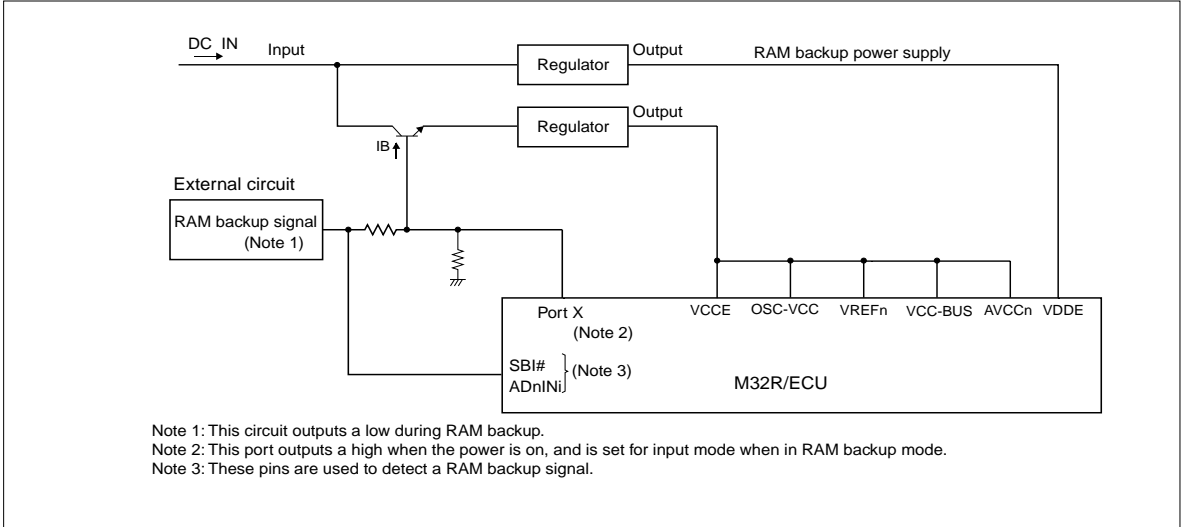 DC IN
Input
Regulator
Output
RAM backup power supply
Regulator
Output
IB
External circuit
RAM backup signal
(Note 1)
Port X
(Note 2)
VCCE
OSC-VCC
VREFn
VCC-BUS
AVCCn
VDDE
SBI#
ADnINi
(Note 3)
M32R/ECU
Note 1: This circuit outputs a low during RAM backup.
Note 2: This port outputs a high when the power is on, and is set for input mode when in RAM backup mode.
Note 3: These pins are used to detect a RAM backup signal.